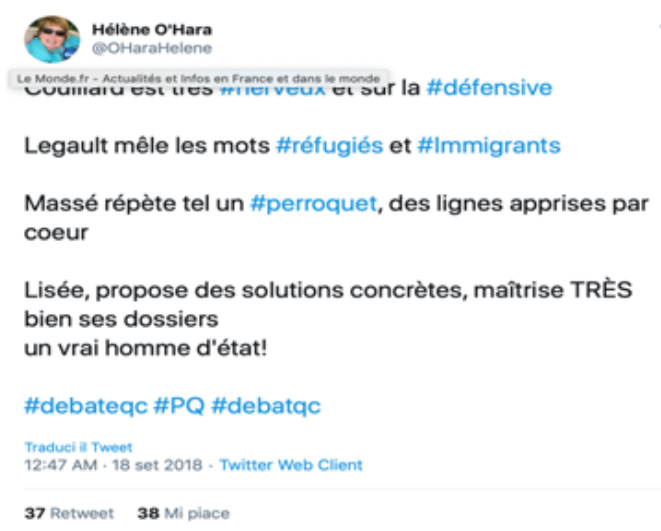 Hélène O'Hara
@OHaraHelene
Le Monde.fr - Actualités et Infos en France et dans le monde
Couillard est très #nerveux et sur la #défensive
Legault mêle les mots #réfugiés et #Immigrants
Massé répète tel un #perroquet, des lignes apprises par
coeur
Lisée, propose des solutions concrètes, maîtrise TRÈS
bien ses dossiers
un vrai homme d'état!
#debateqc #PQ #debatqc
Traduci il Tweet
12:47 AM · 18 set 2018 · Twitter Web Client
37 Retweet 38 Mi piace